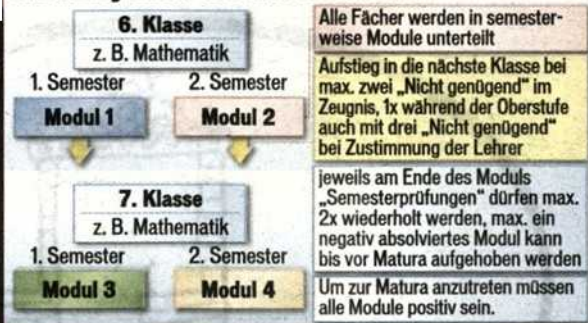 6. Klasse
z. B. Mathematik
1. Semester
2. Semester
Modul 1
Modul 2
7. Klasse
z. B. Mathematik
1. Semester
2. Semester
Modul 3
Modul 4
Alle Fächer werden in semester-
weise Module unterteilt
Aufstieg in die nächste Klasse bei
max. zwei „Nicht genügend“ im
Zeugnis, 1x während der Oberstufe
auch mit drei „Nicht genügend“
bei Zustimmung der Lehrer
jeweils am Ende des Moduls
„Semesterprüfungen“ dürfen max.
2x wiederholt werden, max. ein
negativ absolviertes Modul kann
bis vor Matura aufgehoben werden
Um zur Matura anzutreten müssen
alle Module positiv sein.